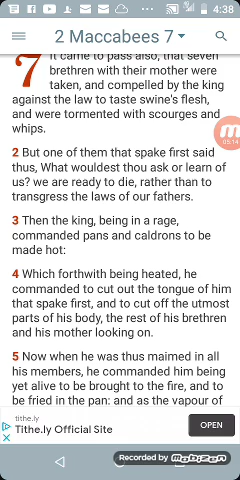 4:38
2 Maccabees 7
7 It came to pass also, that seven
brethren with their mother were
taken, and compelled by the king
against the law to taste swine's flesh,
and were tormented with scourges and
whips.
05:14
2 But one of them that spake first said
thus, What wouldest thou ask or learn of
us? we are ready to die, rather than to
transgress the laws of our fathers.
3 Then the king, being in a rage,
commanded pans and caldrons to be
made hot:
4 Which forthwith being heated, he
commanded to cut out the tongue of him
that spake first, and to cut off the utmost
parts of his body, the rest of his brethren
and his mother looking on.
5 Now when he was thus maimed in all
his members, he commanded him being
yet alive to be brought to the fire, and to
be fried in the pan: and as the vapour of
tithe.ly
Tithe.ly Official Site
OPEN
Recorded by mobizen